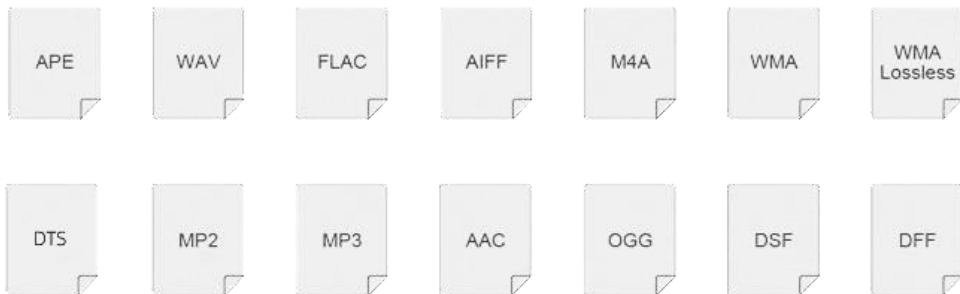 APE
WAV
FLAC
AIFF
M4A
WMA
WMA
Lossless
DTS
MP2
MP3
AAC
OGG
DSF
DFF